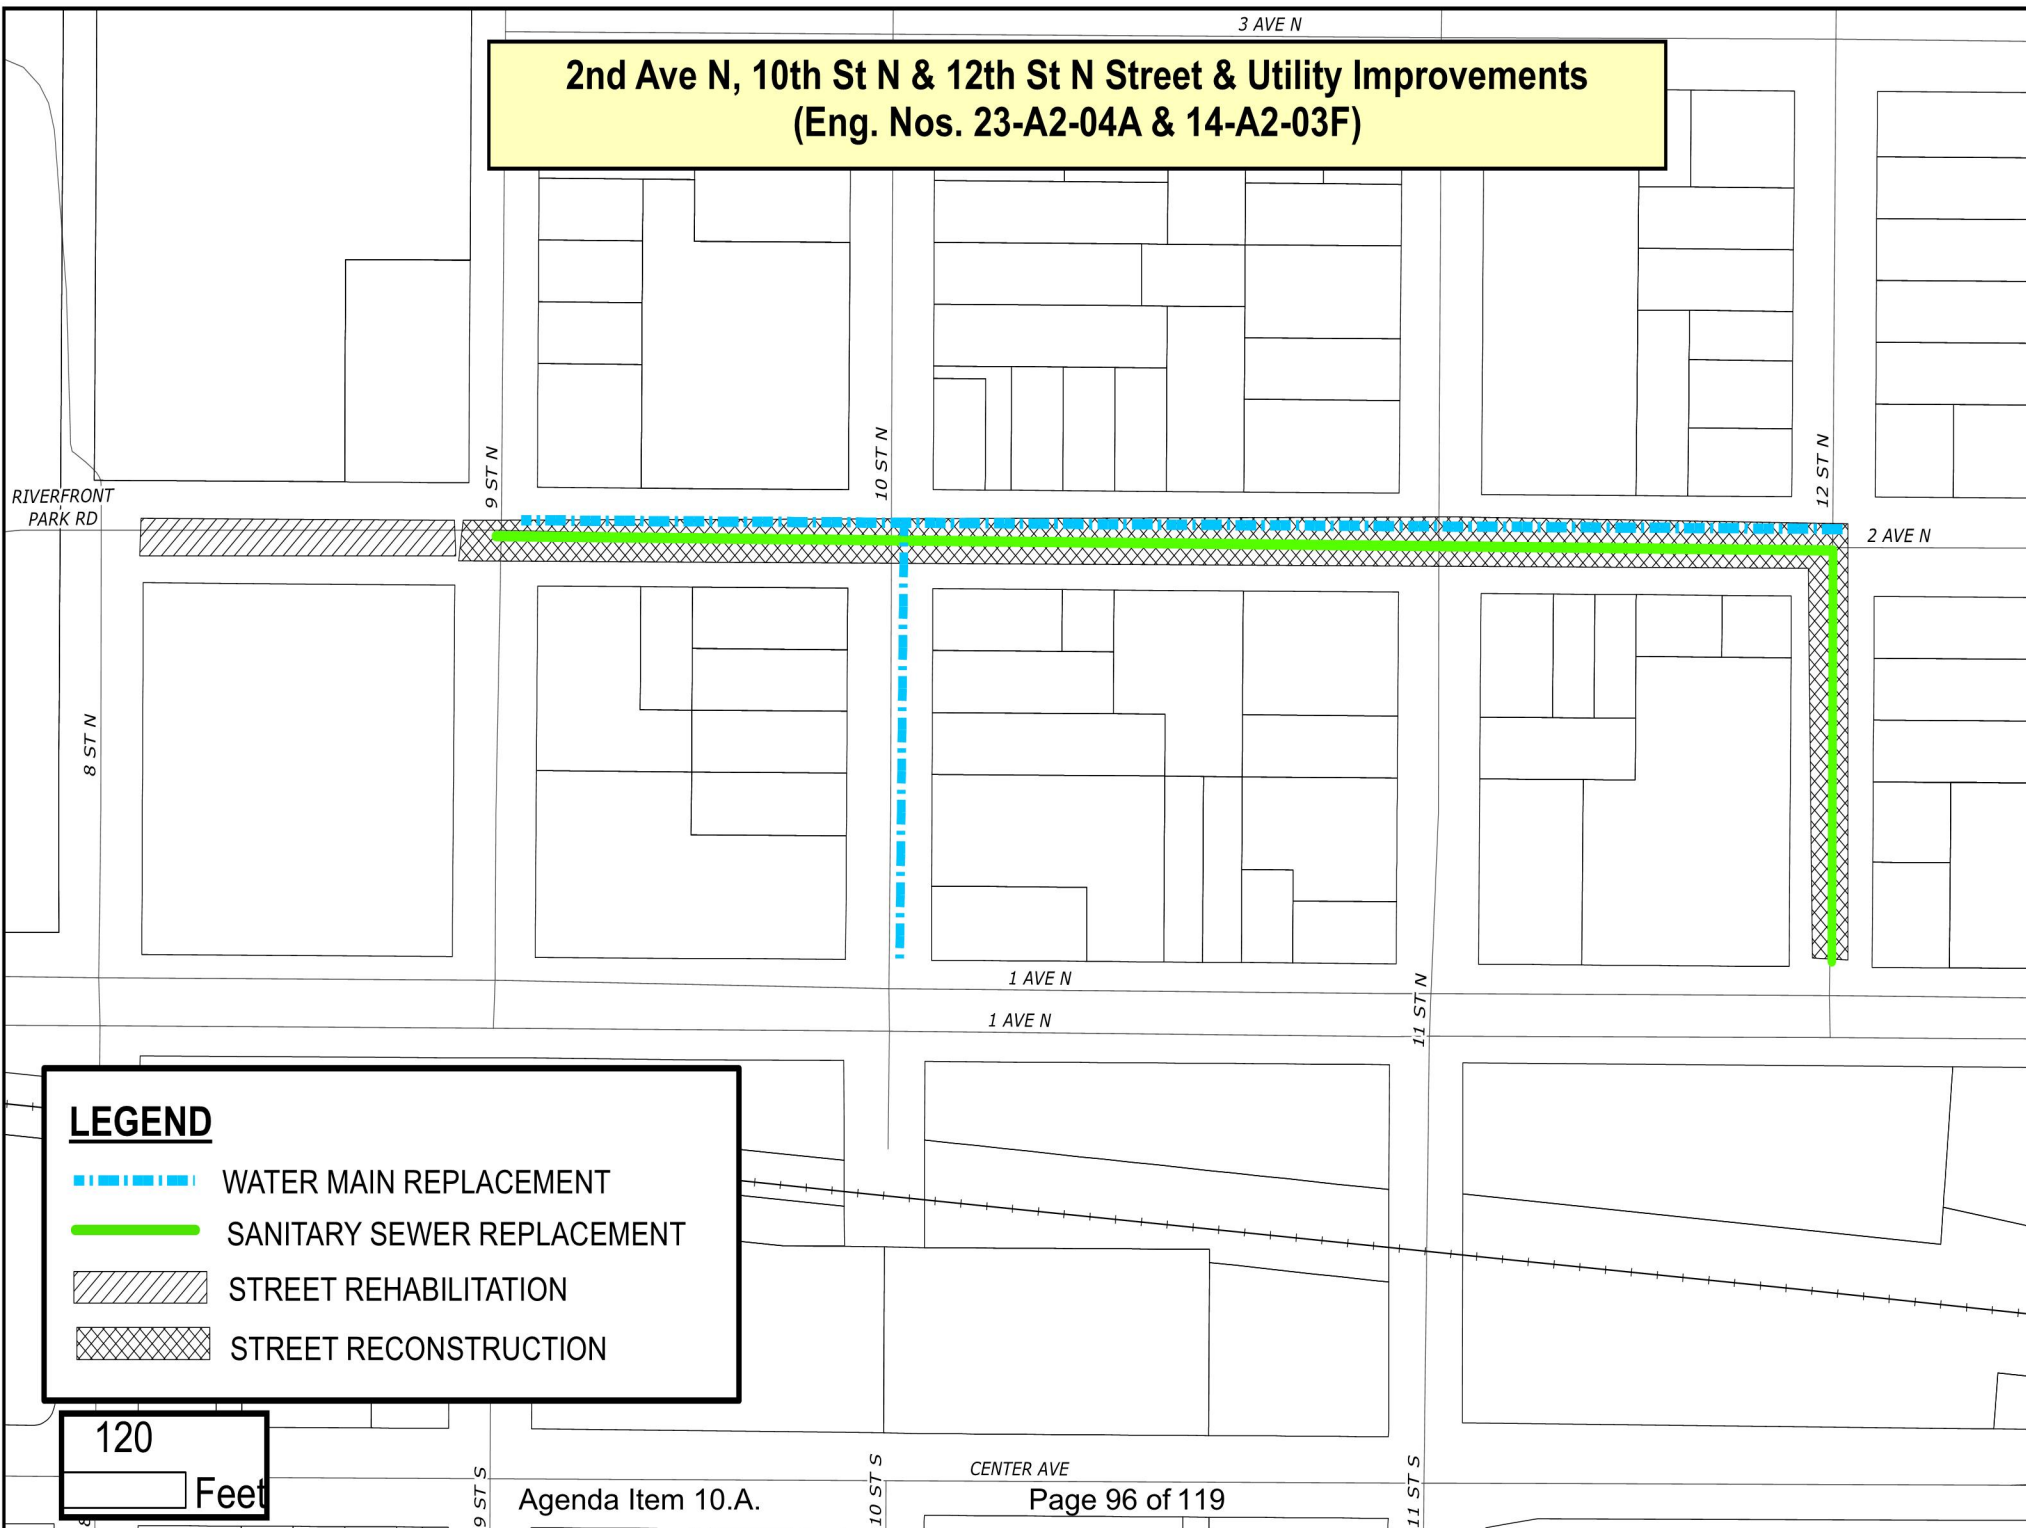 3 AVE N
2nd Ave N, 10th St N & 12th St N Street & Utility Improvements
(Eng. Nos. 23-A2-04A & 14-A2-03F)
9 ST N
10 ST N
12 ST N
RIVERFRONT
PARK RD
2 AVE N
8 ST N
1 AVE N
11 ST N
1 AVE N
LEGEND
WATER MAIN REPLACEMENT
SANITARY SEWER REPLACEMENT
STREET REHABILITATION
STREET RECONSTRUCTION
120
Feet
9 ST S
10 ST S
CENTER AVE
11 ST S
8
Agenda Item 10.A.
Page 96 of 119